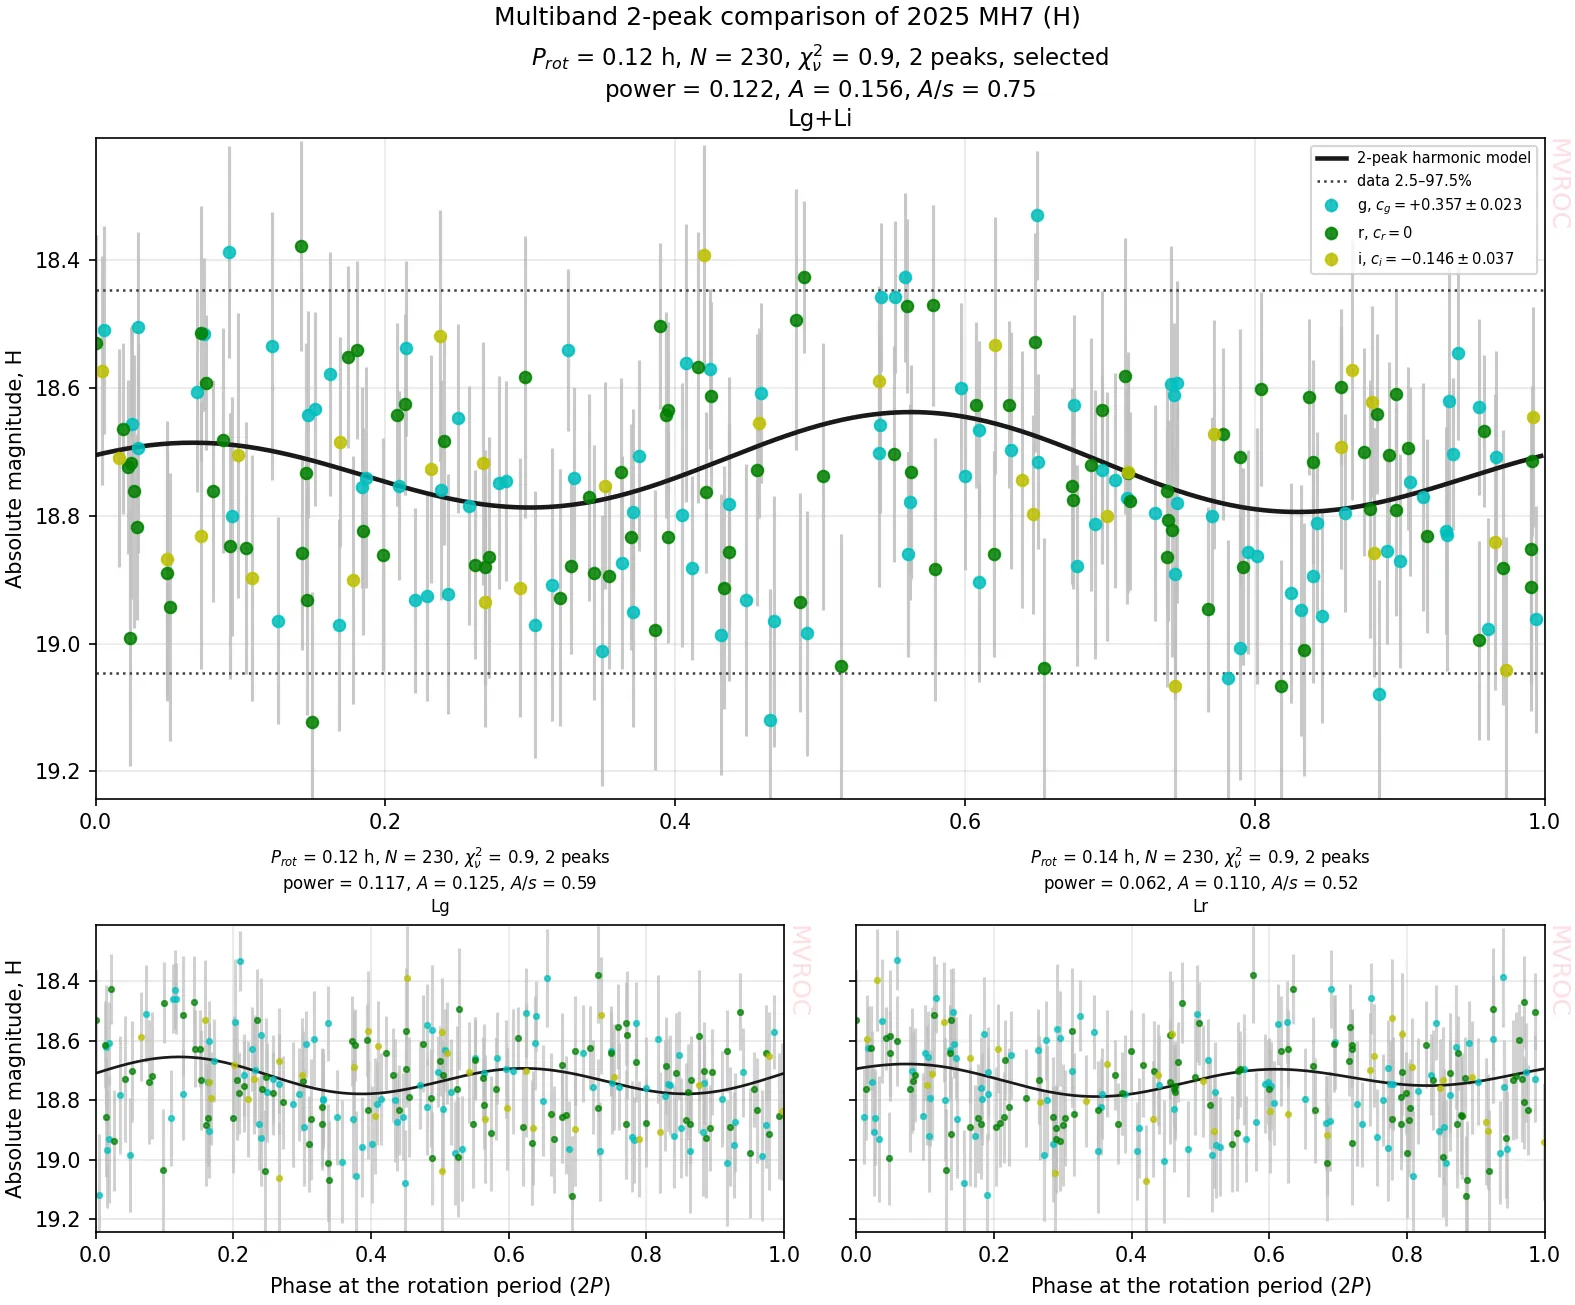 Multiband 2-peak comparison of 2025 MH7 (H)
P_rot = 0.12 h, N = 230, χ²_ν = 0.9, 2 peaks, selected
power = 0.122, A = 0.156, A/s = 0.75
Lg+Li
MVROC
2-peak harmonic model
data 2.5–97.5%
g, c_g = +0.357 ± 0.023
r, c_r = 0
i, c_i = −0.146 ± 0.037
Absolute magnitude, H
18.4
18.6
18.8
19.0
19.2
0.0 0.2 0.4 0.6 0.8 1.0
P_rot = 0.12 h, N = 230, χ²_ν = 0.9, 2 peaks
power = 0.117, A = 0.125, A/s = 0.59
Lg
MVROC
Absolute magnitude, H
18.4
18.6
18.8
19.0
19.2
0.0 0.2 0.4 0.6 0.8 1.0
Phase at the rotation period (2P)
P_rot = 0.14 h, N = 230, χ²_ν = 0.9, 2 peaks
power = 0.062, A = 0.110, A/s = 0.52
Lr
MVROC
0.0 0.2 0.4 0.6 0.8 1.0
Phase at the rotation period (2P)